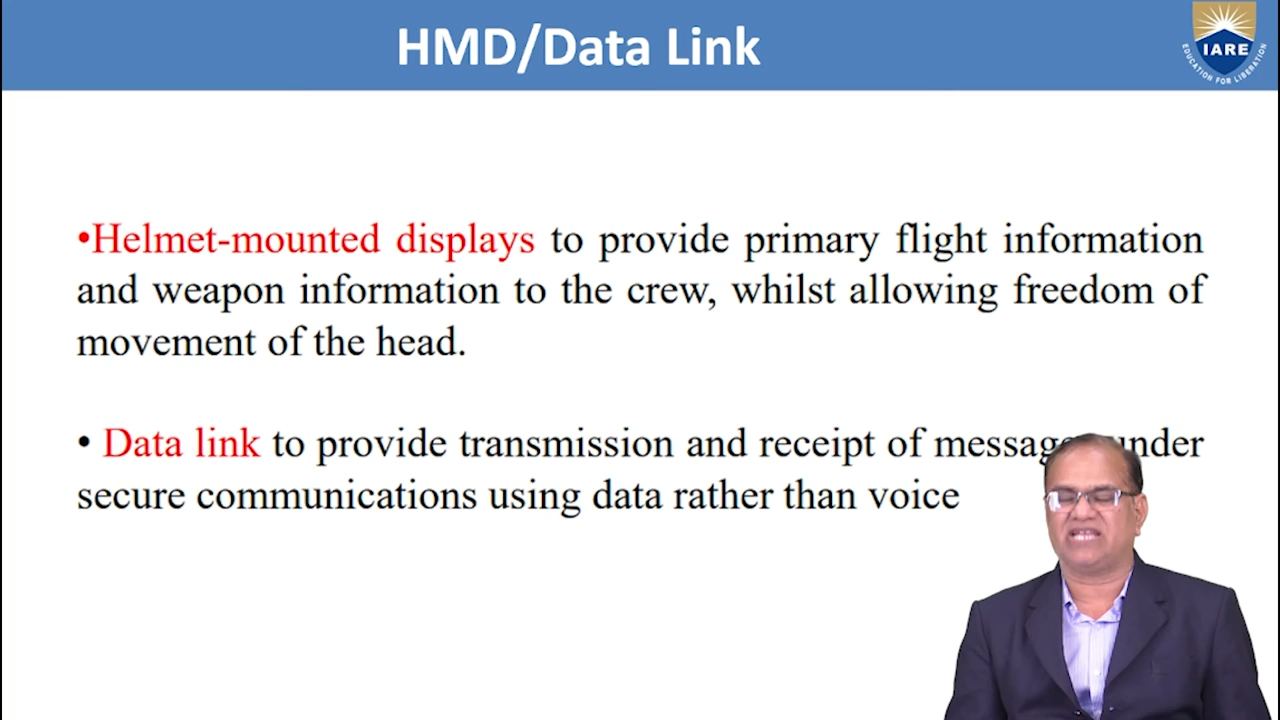 HMD/Data Link
IARE
EDUCATION FOR LIBERATION
•Helmet-mounted displays to provide primary flight information
and weapon information to the crew, whilst allowing freedom of
movement of the head.
• Data link to provide transmission and receipt of under
secure communications using data rather than voice